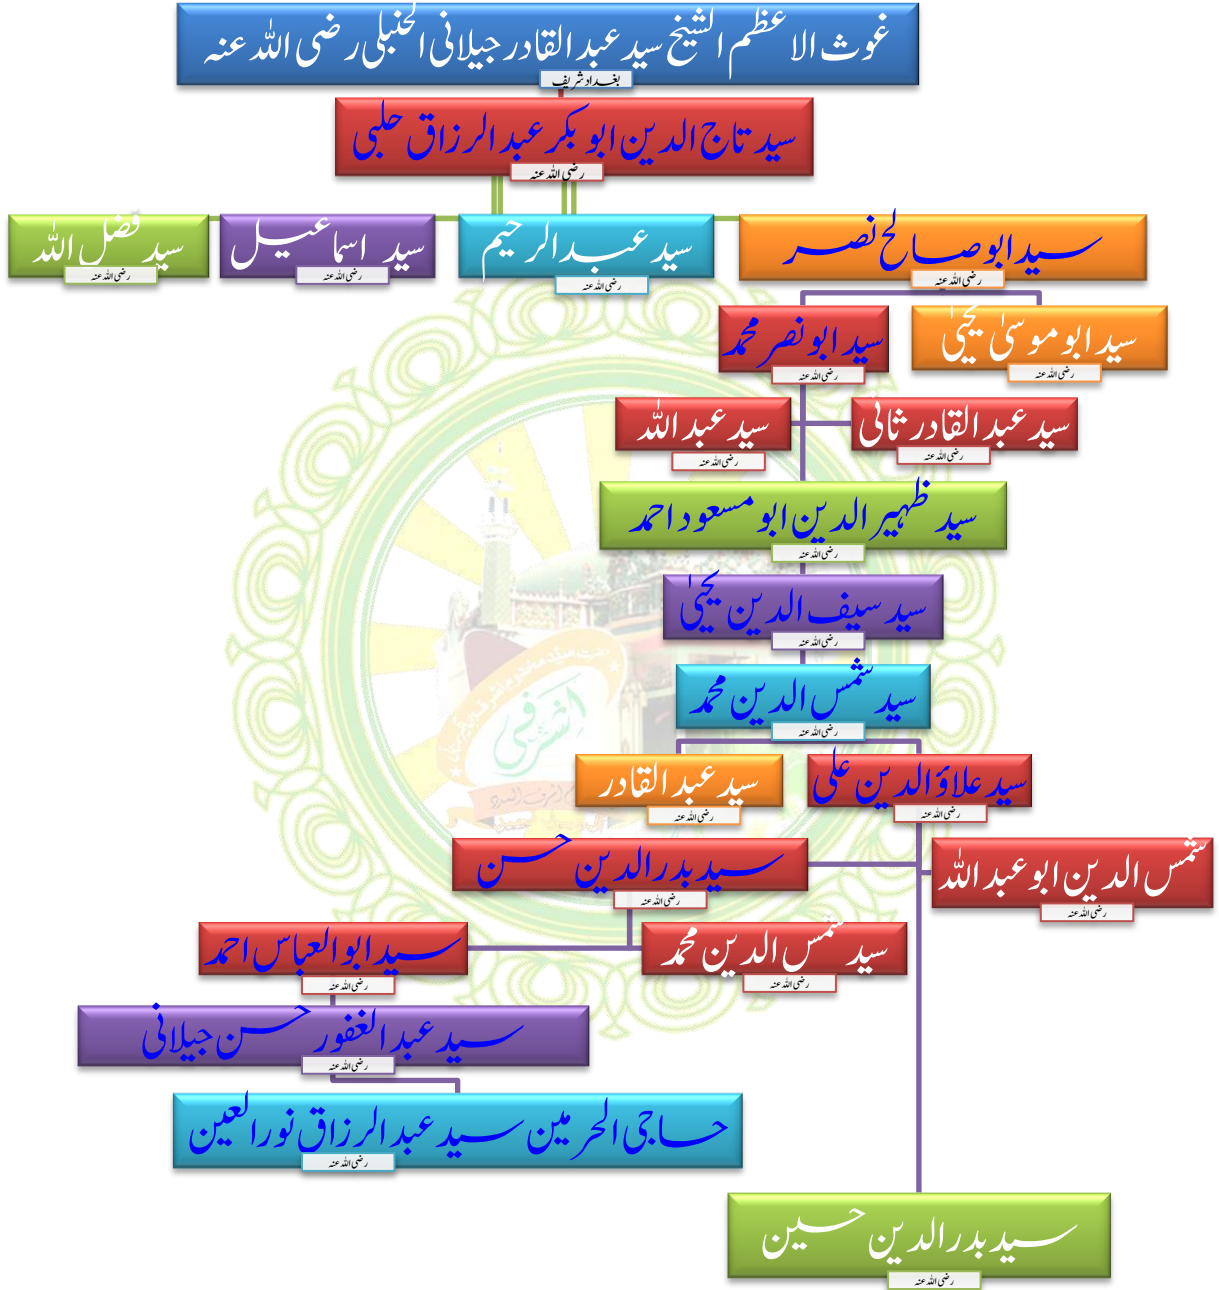 غوث الاعظم الشیخ سید عبد القادر جیلانی الحنبلی رضی اللہ عنہ
بغداد شریف
سید تاج الدین ابو بکر عبد الرزاق حلبی
رضی اللہ عنہ
سید ابو صالح نصر
رضی اللہ عنہ
سید عبد الرحیم
رضی اللہ عنہ
سید اسماعیل
رضی اللہ عنہ
سید فضل اللہ
رضی اللہ عنہ
سید ابو موسیٰ یحییٰ
رضی اللہ عنہ
سید ابو نصر محمد
رضی اللہ عنہ
سید عبد القادر ثانی
رضی اللہ عنہ
سید عبد اللہ
رضی اللہ عنہ
سید ظہیر الدین ابو مسعود احمد
رضی اللہ عنہ
سید سیف الدین یحییٰ
رضی اللہ عنہ
سید شمس الدین محمد
رضی اللہ عنہ
سید علاؤ الدین علی
رضی اللہ عنہ
سید عبد القادر
رضی اللہ عنہ
شمس الدین ابو عبد اللہ
رضی اللہ عنہ
سید بدر الدین حسن
رضی اللہ عنہ
سید شمس الدین محمد
رضی اللہ عنہ
سید ابو العباس احمد
رضی اللہ عنہ
سید عبد الغفور حسن جیلانی
رضی اللہ عنہ
حاجی الحرمین سید عبد الرزاق نور العین
رضی اللہ عنہ
سید بدر الدین حسین
رضی اللہ عنہ
اشرفی